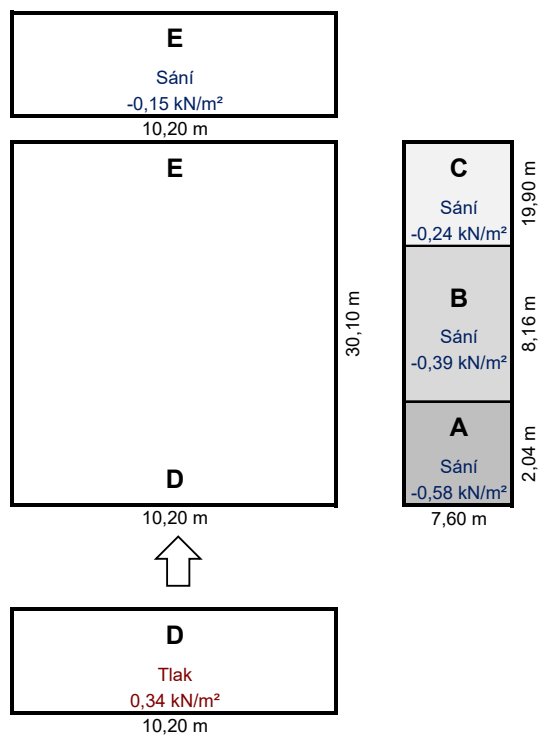 E
Sání
-0,15 kN/m²
10,20 m
E
30,10 m
D
10,20 m
C
Sání
-0,24 kN/m²
19,90 m
B
Sání
-0,39 kN/m²
8,16 m
A
Sání
-0,58 kN/m²
2,04 m
7,60 m
D
Tlak
0,34 kN/m²
10,20 m